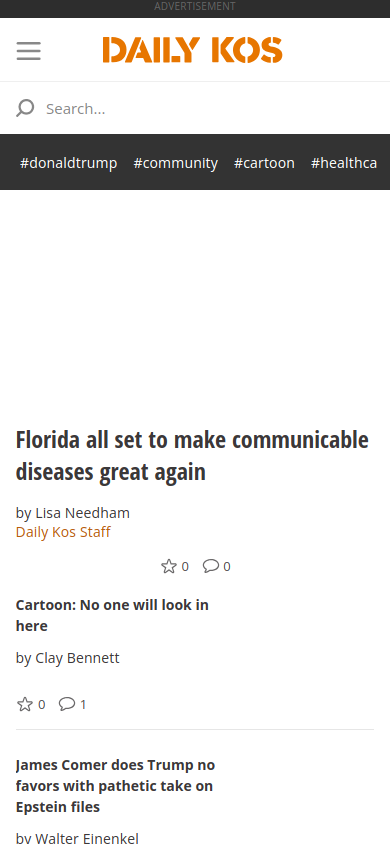 ADVERTISEMENT
DAILY KOS
Search...
#donaldtrump #community #cartoon #healthca
Florida all set to make communicable
diseases great again
by Lisa Needham
Daily Kos Staff
0 0
Cartoon: No one will look in
here
by Clay Bennett
0 1
James Comer does Trump no
favors with pathetic take on
Epstein files
by Walter Einenkel